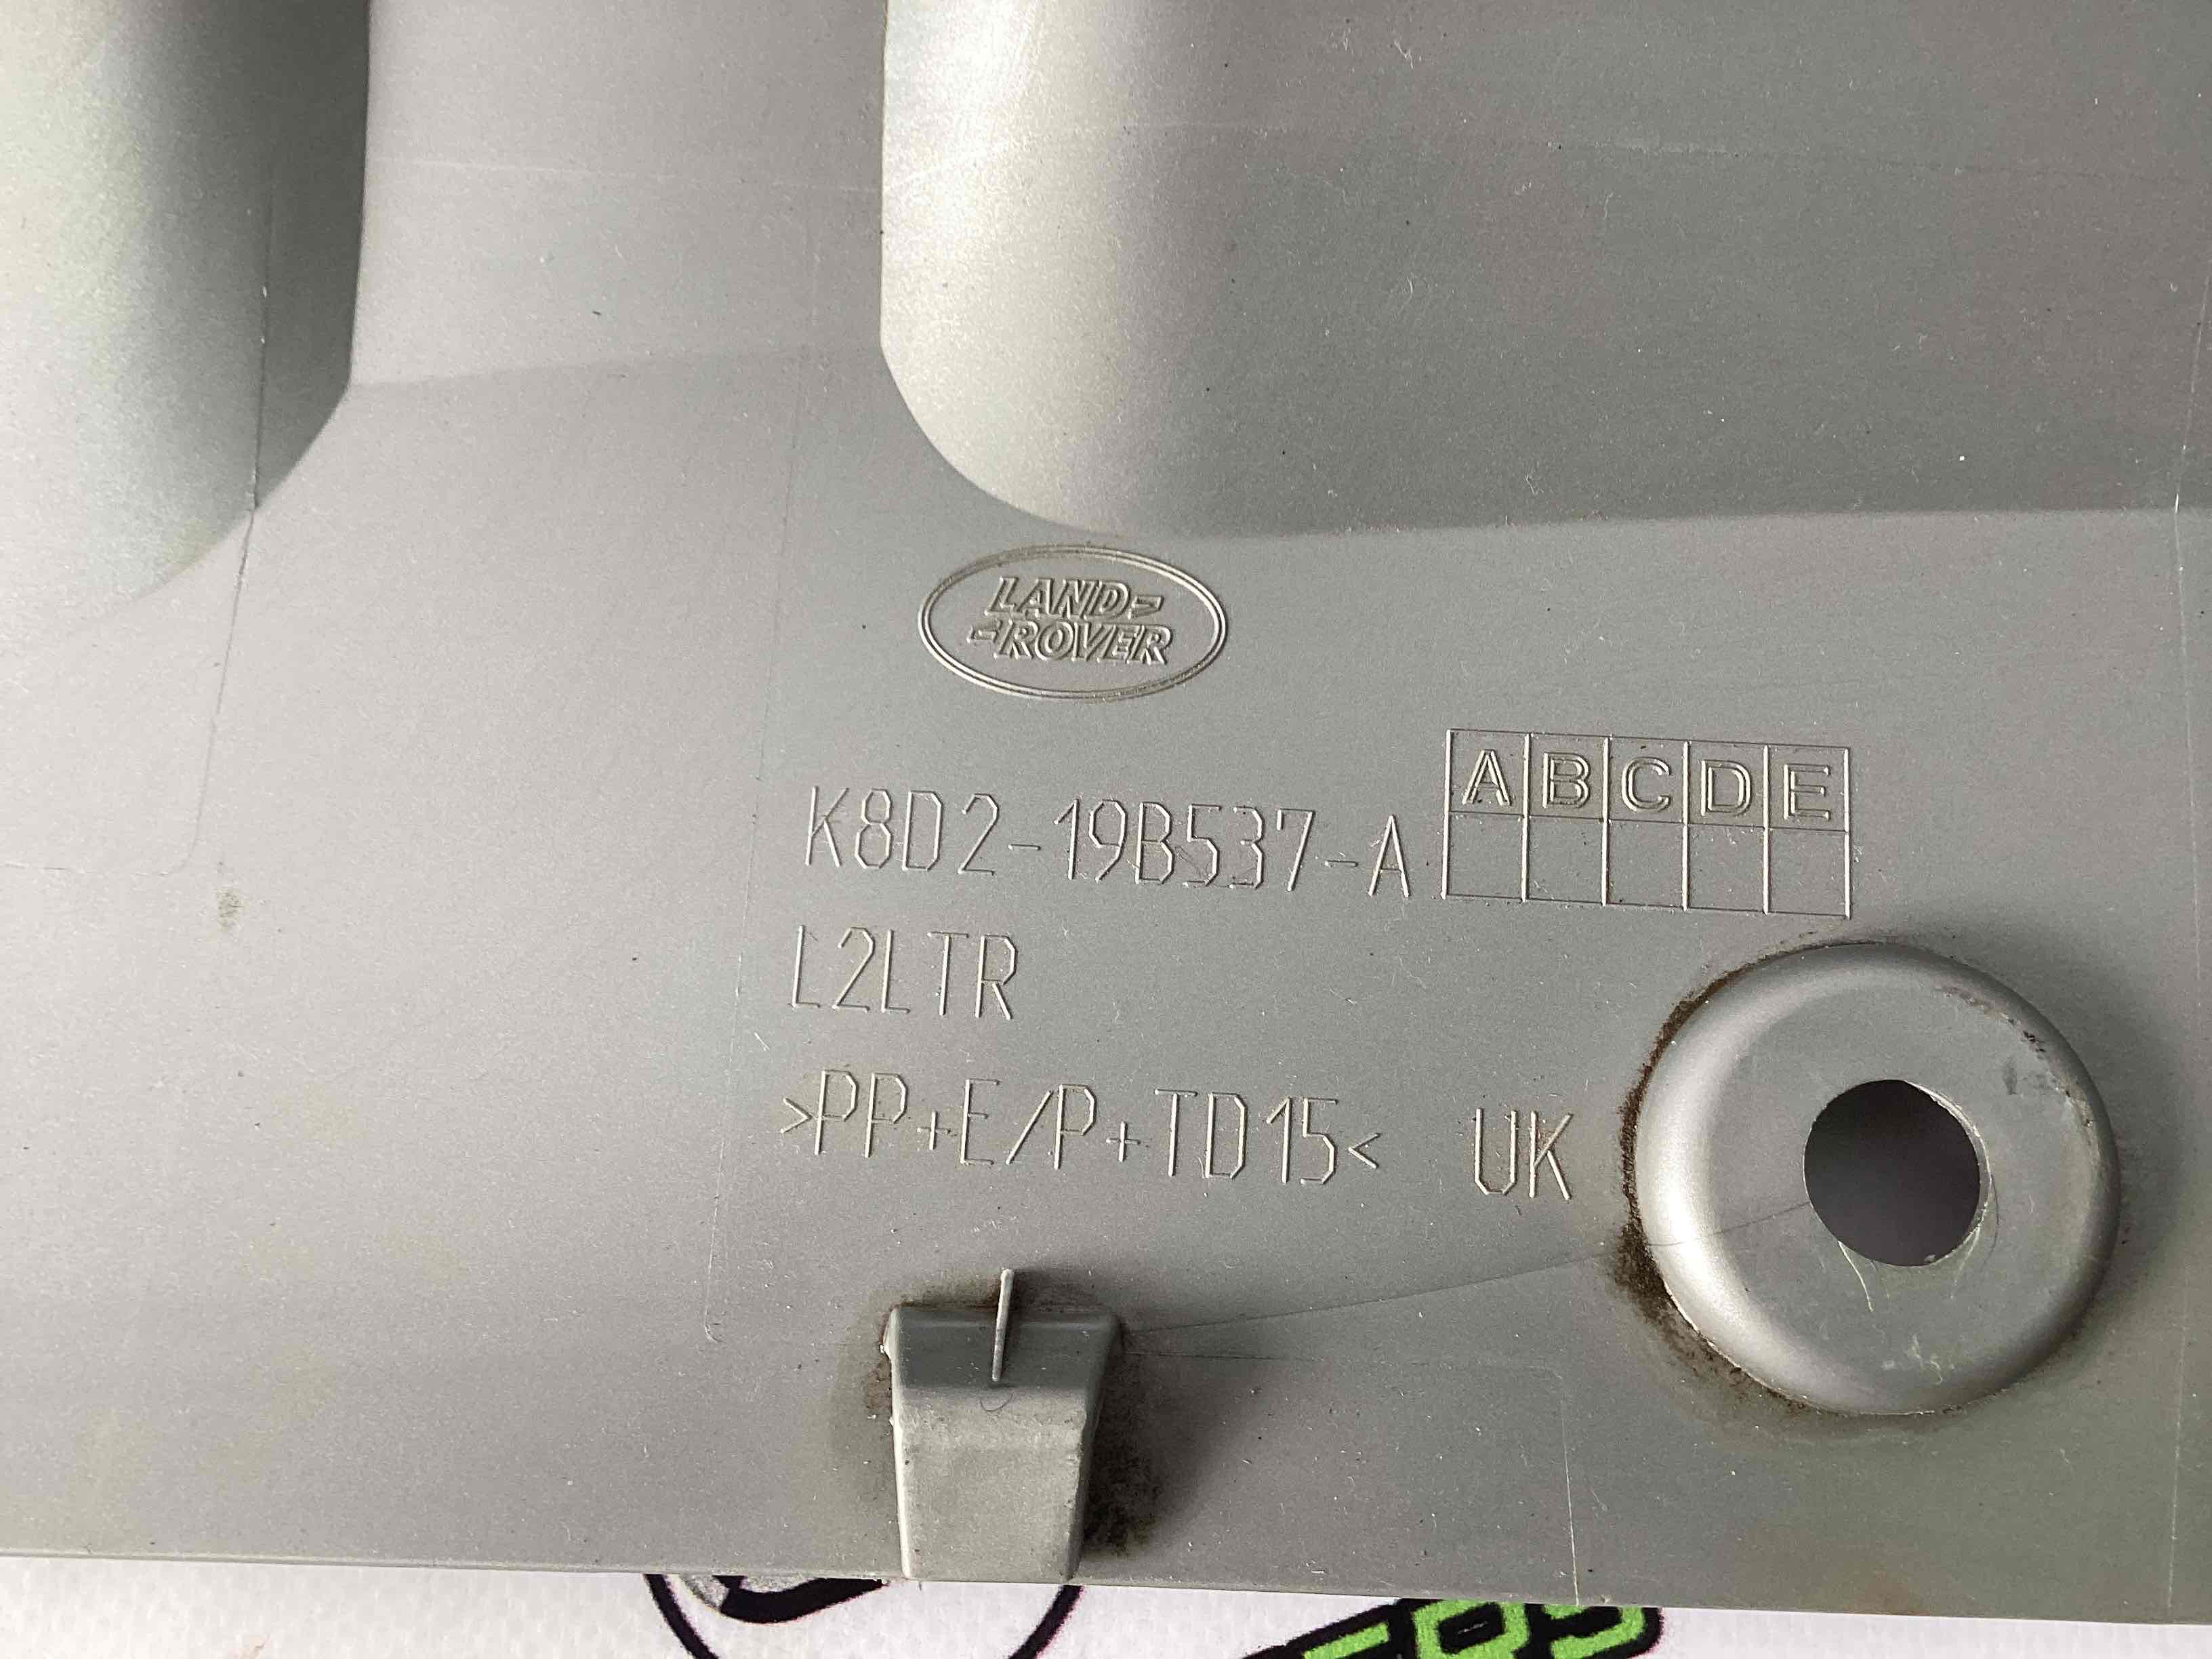 LAND-
-ROVER
A B C D E
K8D2-19B537-A
L2LTR
>PP+E/P+TD15< UK